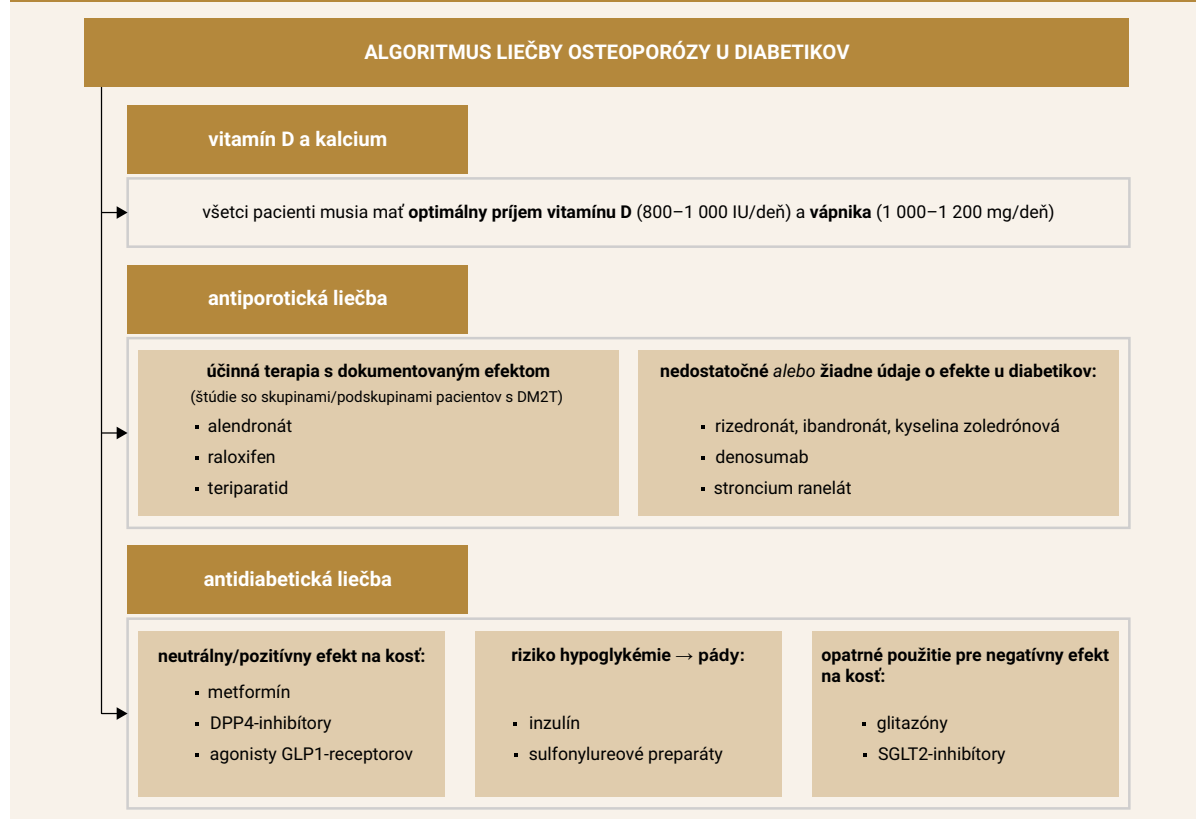 ALGORITMUS LIEČBY OSTEOPORÓZY U DIABETIKOV
vitamín D a kalcium
všetci pacienti musia mať optimálny príjem vitamínu D (800–1 000 IU/deň) a vápnika (1 000–1 200 mg/deň)
antiporotická liečba
účinná terapia s dokumentovaným efektom
(štúdie so skupinami/podskupinami pacientov s DM2T)
▪ alendronát
▪ raloxifen
▪ teriparatid
nedostatočné alebo žiadne údaje o efekte u diabetikov:
▪ rizedronát, ibandronát, kyselina zoledrónová
▪ denosumab
▪ stroncium ranelát
antidiabetická liečba
neutrálny/pozitívny efekt na kosť:
▪ metformín
▪ DPP4-inhibítory
▪ agonisty GLP1-receptorov
riziko hypoglykémie → pády:
▪ inzulín
▪ sulfonylureové preparáty
opatrné použitie pre negatívny efekt
na kosť:
▪ glitazóny
▪ SGLT2-inhibítory